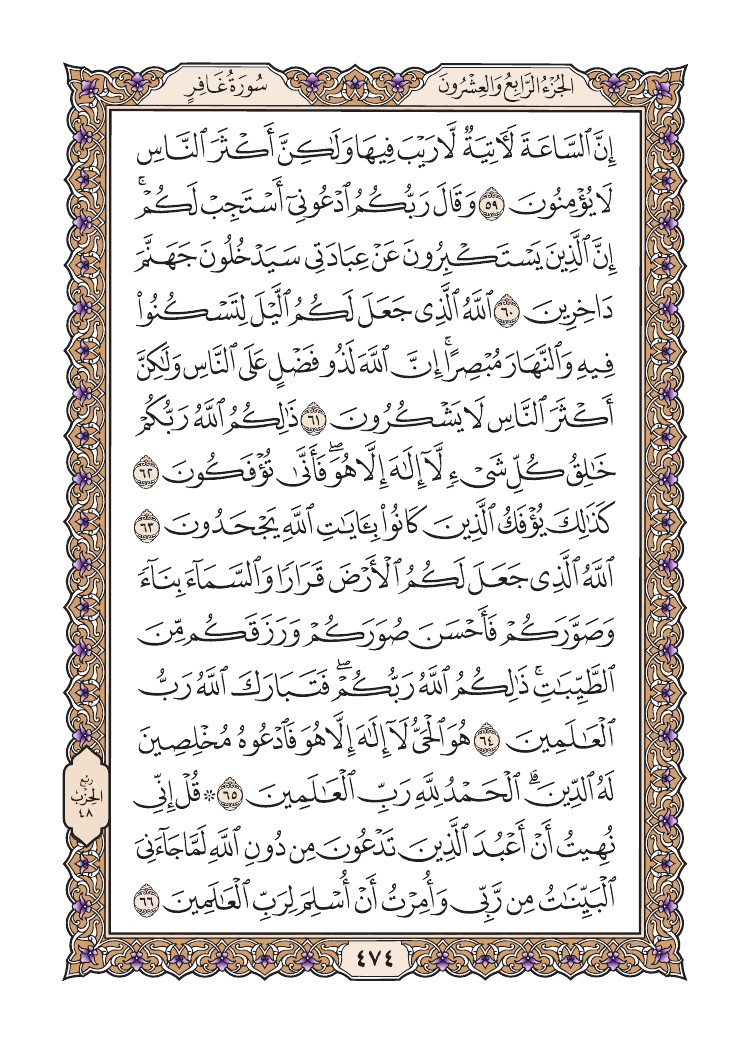 الجُزْءُ الرَّابِعُ وَالعِشْرُونَ
سُورَةُ غَافِرٍ
إِنَّ ٱلسَّاعَةَ لَأٓتِيَةٌ لَّا رَيْبَ فِيهَا وَلَٰكِنَّ أَكْثَرَ ٱلنَّاسِ
لَا يُؤْمِنُونَ ٥٩ وَقَالَ رَبُّكُمُ ٱدْعُونِىٓ أَسْتَجِبْ لَكُمْ ۚ
إِنَّ ٱلَّذِينَ يَسْتَكْبِرُونَ عَنْ عِبَادَتِى سَيَدْخُلُونَ جَهَنَّمَ
دَاخِرِينَ ٦٠ ٱللَّهُ ٱلَّذِى جَعَلَ لَكُمُ ٱلَّيْلَ لِتَسْكُنُوا۟
فِيهِ وَٱلنَّهَارَ مُبْصِرًا ۚ إِنَّ ٱللَّهَ لَذُو فَضْلٍ عَلَى ٱلنَّاسِ وَلَٰكِنَّ
أَكْثَرَ ٱلنَّاسِ لَا يَشْكُرُونَ ٦١ ذَٰلِكُمُ ٱللَّهُ رَبُّكُمْ
خَٰلِقُ كُلِّ شَىْءٍ لَّآ إِلَٰهَ إِلَّا هُوَ ۖ فَأَنَّىٰ تُؤْفَكُونَ ٦٢
كَذَٰلِكَ يُؤْفَكُ ٱلَّذِينَ كَانُوا۟ بِـَٔايَٰتِ ٱللَّهِ يَجْحَدُونَ ٦٣
ٱللَّهُ ٱلَّذِى جَعَلَ لَكُمُ ٱلْأَرْضَ قَرَارًا وَٱلسَّمَآءَ بِنَآءً
وَصَوَّرَكُمْ فَأَحْسَنَ صُوَرَكُمْ وَرَزَقَكُم مِّنَ
ٱلطَّيِّبَٰتِ ۚ ذَٰلِكُمُ ٱللَّهُ رَبُّكُمْ ۖ فَتَبَارَكَ ٱللَّهُ رَبُّ
ٱلْعَٰلَمِينَ ٦٤ هُوَ ٱلْحَىُّ لَآ إِلَٰهَ إِلَّا هُوَ فَٱدْعُوهُ مُخْلِصِينَ
لَهُ ٱلدِّينَ ۗ ٱلْحَمْدُ لِلَّهِ رَبِّ ٱلْعَٰلَمِينَ ٦٥ * قُلْ إِنِّى
نُهِيتُ أَنْ أَعْبُدَ ٱلَّذِينَ تَدْعُونَ مِن دُونِ ٱللَّهِ لَمَّا جَآءَنِىَ
ٱلْبَيِّنَٰتُ مِن رَّبِّى وَأُمِرْتُ أَنْ أُسْلِمَ لِرَبِّ ٱلْعَٰلَمِينَ ٦٦
رُبع
الحِزْبِ
٤٨
٤٧٤